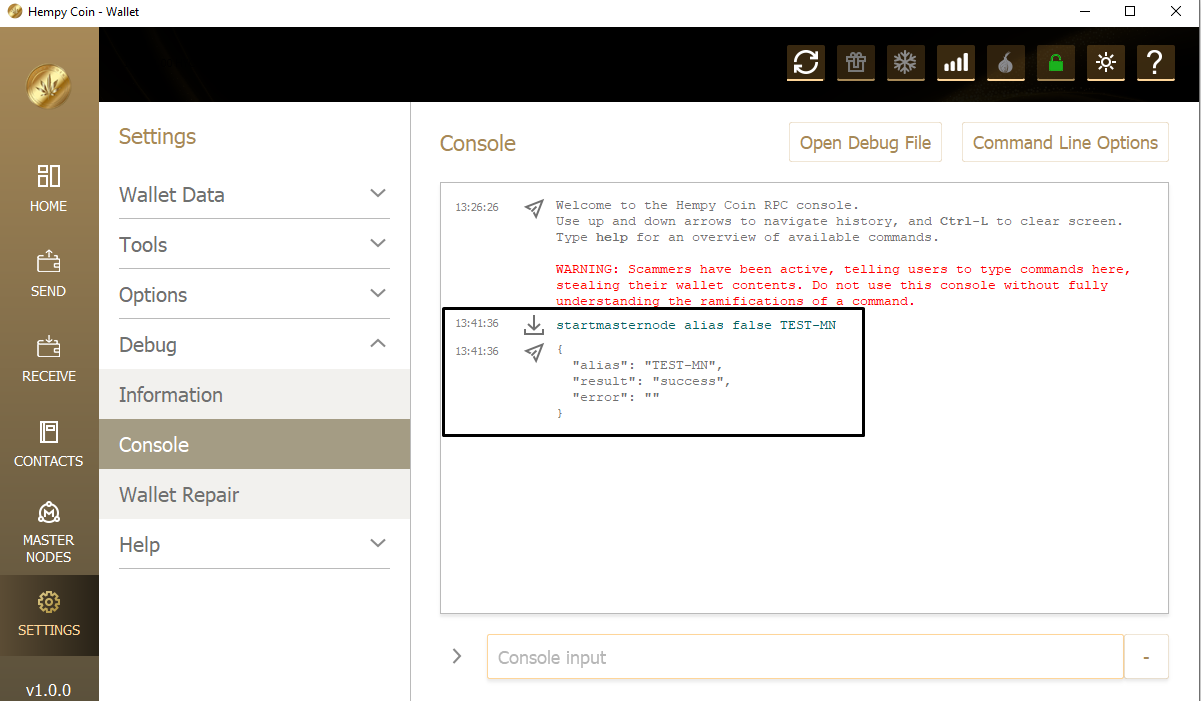 Hempy Coin - Wallet
HOME
SEND
RECEIVE
CONTACTS
MASTER
NODES
SETTINGS
v1.0.0
Settings
Wallet Data
Tools
Options
Debug
Information
Console
Wallet Repair
Help
Console
Open Debug File
Command Line Options
13:26:26
Welcome to the Hempy Coin RPC console.
Use up and down arrows to navigate history, and Ctrl-L to clear screen.
Type help for an overview of available commands.
WARNING: Scammers have been active, telling users to type commands here,
stealing their wallet contents. Do not use this console without fully
understanding the ramifications of a command.
13:41:36 startmasternode alias false TEST-MN
13:41:36 {
"alias": "TEST-MN",
"result": "success",
"error": ""
}
Console input
-